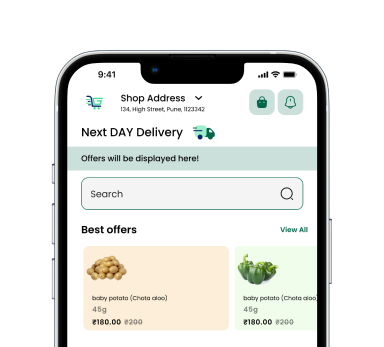 9:41
Shop Address
134, High Street, Pune, 1123342
Next DAY Delivery
Offers will be displayed here!
Search
Best offers
View All
baby potato (Chota aloo)
45g
₹180.00 ₹200
baby potato (Chota aloo)
45g
₹180.00 ₹200